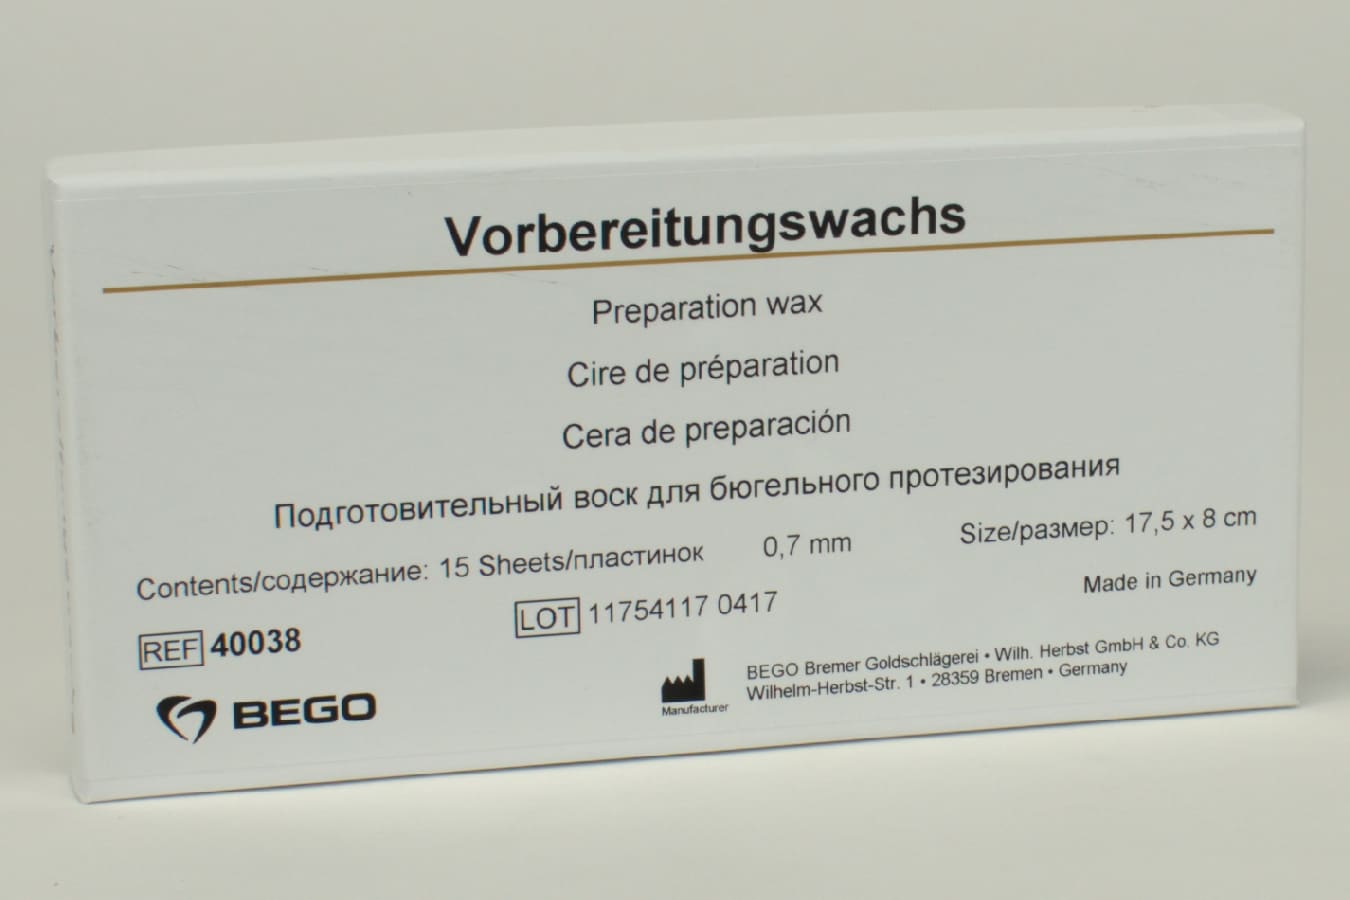 Vorbereitungswachs
Preparation wax
Cire de préparation
Cera de preparación
Подготовительный воск для бюгельного протезирования
Contents/содержание: 15 Sheets/пластинок 0,7 mm Size/размер: 17,5 x 8 cm
Made in Germany
REF 40038 LOT 11754117 0417
BEGO
Manufacturer
BEGO Bremer Goldschlägerei • Wilh. Herbst GmbH & Co. KG
Wilhelm-Herbst-Str. 1 • 28359 Bremen • Germany